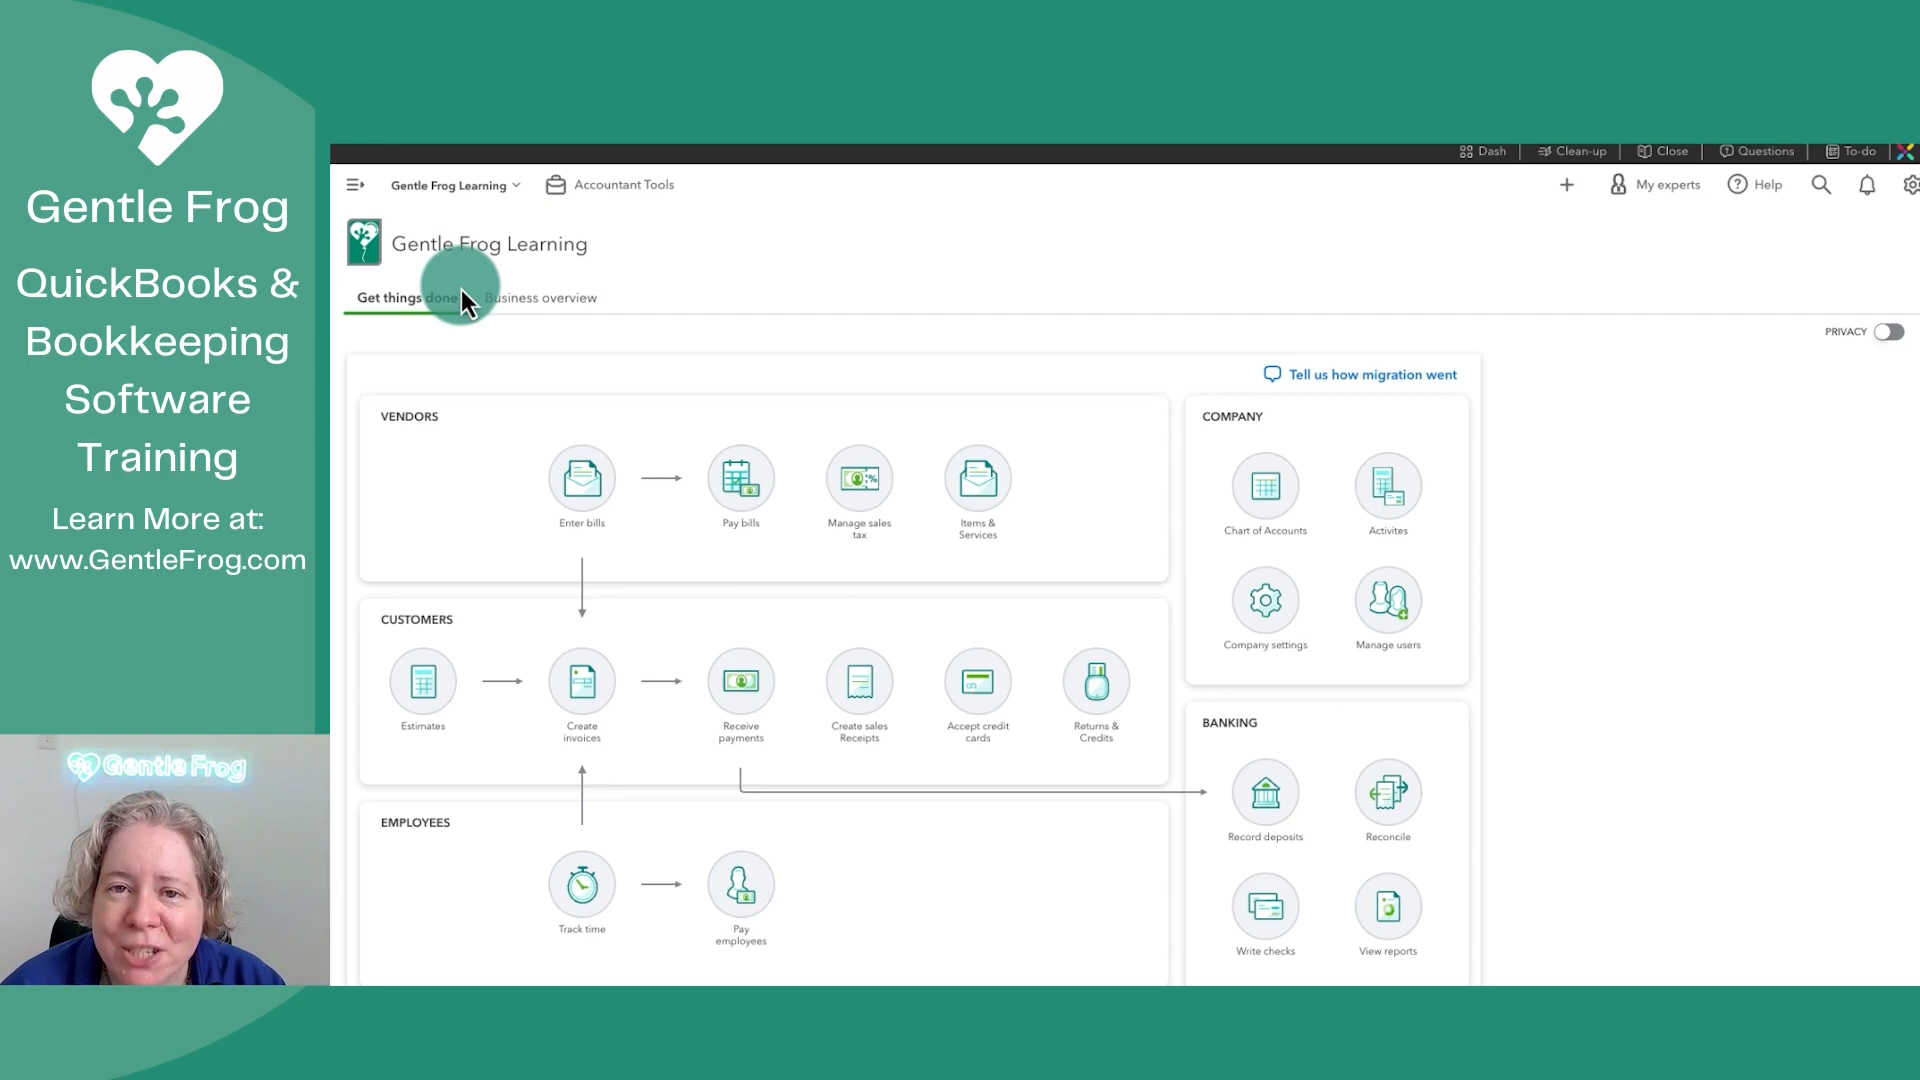 Gentle Frog
QuickBooks &
Bookkeeping
Software
Training
Learn More at:
www.GentleFrog.com
Gentle Frog
Dash
Clean-up
Close
Questions
To-do
Gentle Frog Learning
Accountant Tools
My experts
Help
Gentle Frog Learning
Get things done
Business overview
PRIVACY
Tell us how migration went
VENDORS
Enter bills
Pay bills
Manage sales
tax
Items &
Services
COMPANY
Chart of Accounts
Activites
Company settings
Manage users
CUSTOMERS
Estimates
Create
invoices
Receive
payments
Create sales
Receipts
Accept credit
cards
Returns &
Credits
BANKING
Record deposits
Reconcile
Write checks
View reports
EMPLOYEES
Track time
Pay
employees